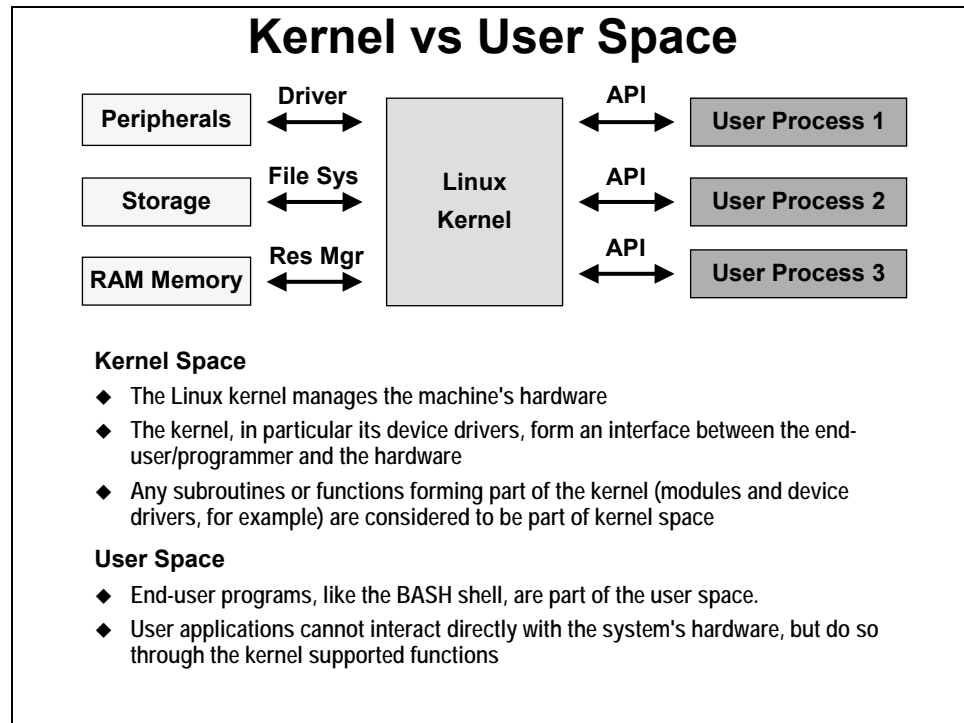 Kernel vs User Space
Driver
API
Peripherals
User Process 1
File Sys
Linux
Kernel
API
Storage
User Process 2
Res Mgr
API
RAM Memory
User Process 3
Kernel Space
◆ The Linux kernel manages the machine's hardware
◆ The kernel, in particular its device drivers, form an interface between the end-
user/programmer and the hardware
◆ Any subroutines or functions forming part of the kernel (modules and device
drivers, for example) are considered to be part of kernel space
User Space
◆ End-user programs, like the BASH shell, are part of the user space.
◆ User applications cannot interact directly with the system's hardware, but do so
through the kernel supported functions